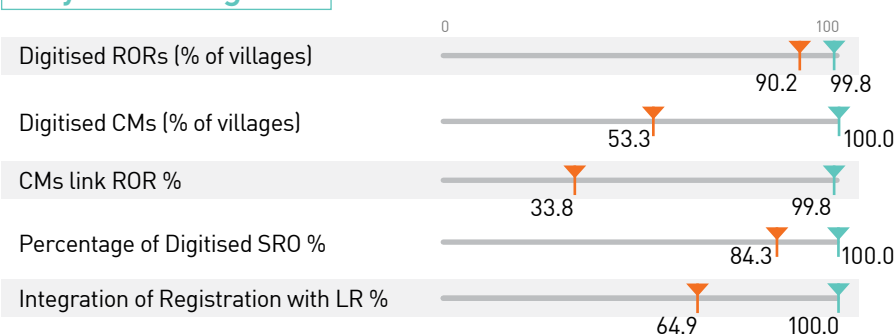 0 100
Digitised RORs (% of villages)
90.2 99.8
Digitised CMs (% of villages)
53.3 100.0
CMs link ROR %
33.8 99.8
Percentage of Digitised SRO %
84.3 100.0
Integration of Registration with LR %
64.9 100.0